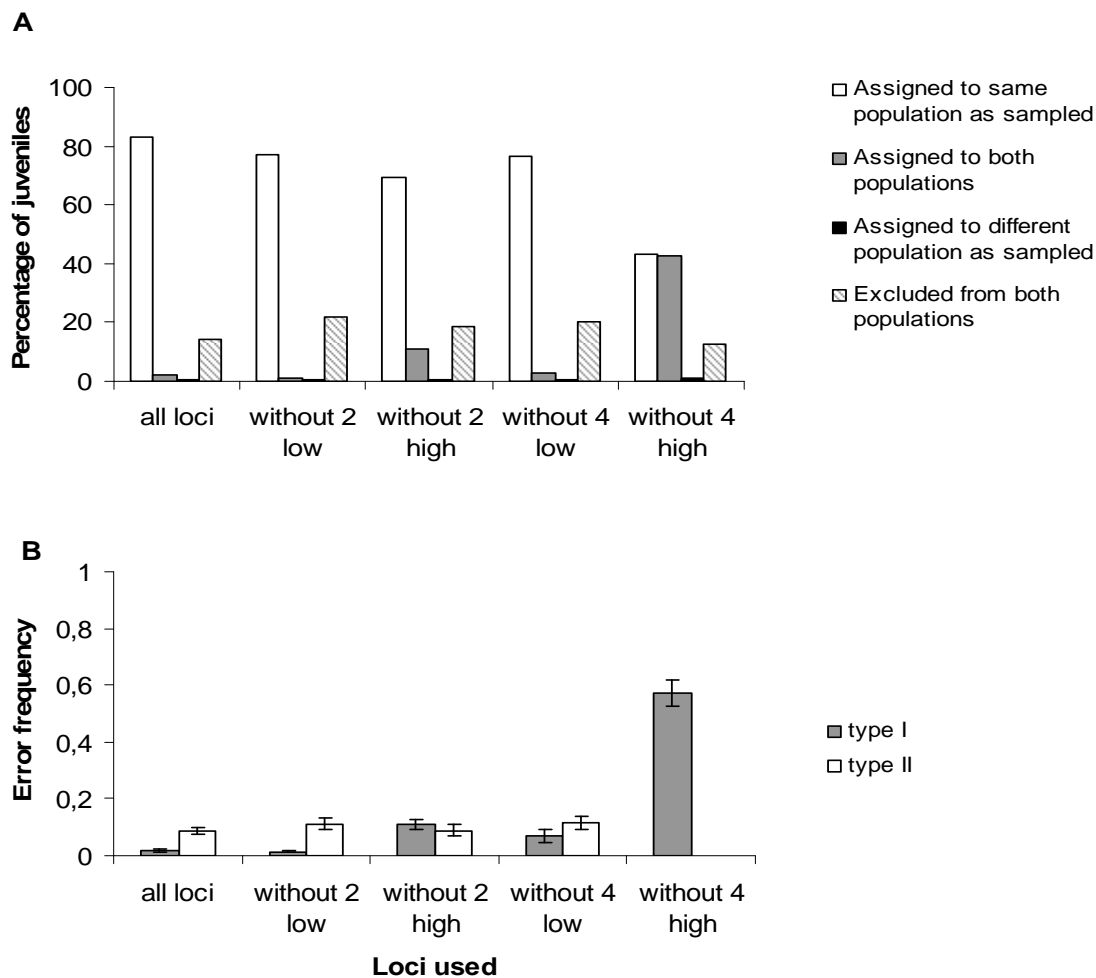 A
Percentage of juveniles
100
80
60
40
20
0
all loci
without 2
low
without 2
high
without 4
low
without 4
high
Assigned to same
population as sampled
Assigned to both
populations
Assigned to different
population as sampled
Excluded from both
populations
B
Error frequency
1
0,8
0,6
0,4
0,2
0
all loci
without 2
low
without 2
high
without 4
low
without 4
high
Loci used
type I
type II